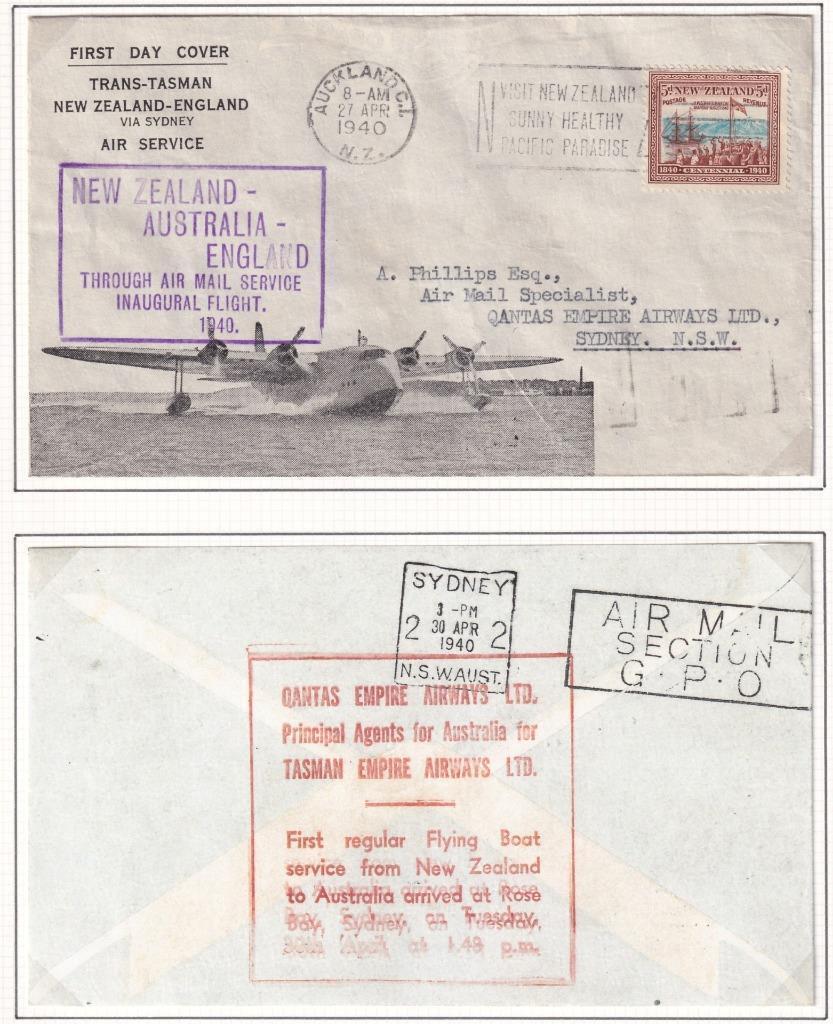 FIRST DAY COVER
TRANS-TASMAN
NEW ZEALAND-ENGLAND
VIA SYDNEY
AIR SERVICE
AUCKLAND C.1.
8-AM
27 APR
1940
N.Z.
VISIT NEW ZEALAND
SUNNY HEALTHY
PACIFIC PARADISE
5d NEW ZEALAND 5d
POSTAGE REVENUE
1840 · CENTENNIAL · 1940
NEW ZEALAND -
AUSTRALIA -
ENGLAND
THROUGH AIR MAIL SERVICE
INAUGURAL FLIGHT.
1940.
A. Phillips Esq.,
Air Mail Specialist,
QANTAS EMPIRE AIRWAYS LTD.,
SYDNEY. N.S.W.
SYDNEY
3 -PM
2 30 APR 2
1940
N.S.W.AUST.
AIR MAIL
SECTION
G.P.O
QANTAS EMPIRE AIRWAYS LTD.
Principal Agents for Australia for
TASMAN EMPIRE AIRWAYS LTD.
First regular Flying Boat
service from New Zealand
to Australia arrived at Rose
Bay, Sydney, on Tuesday,
30th April at 1.48 p.m.